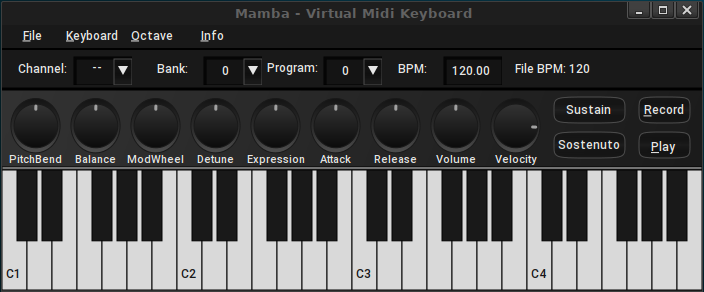 Mamba - Virtual Midi Keyboard
File Keyboard Octave Info
Channel: -- Bank: 0 Program: 0 BPM: 120.00 File BPM: 120
Sustain Record
PitchBend Balance ModWheel Detune Expression Attack Release Volume Velocity
Sostenuto Play
C1 C2 C3 C4